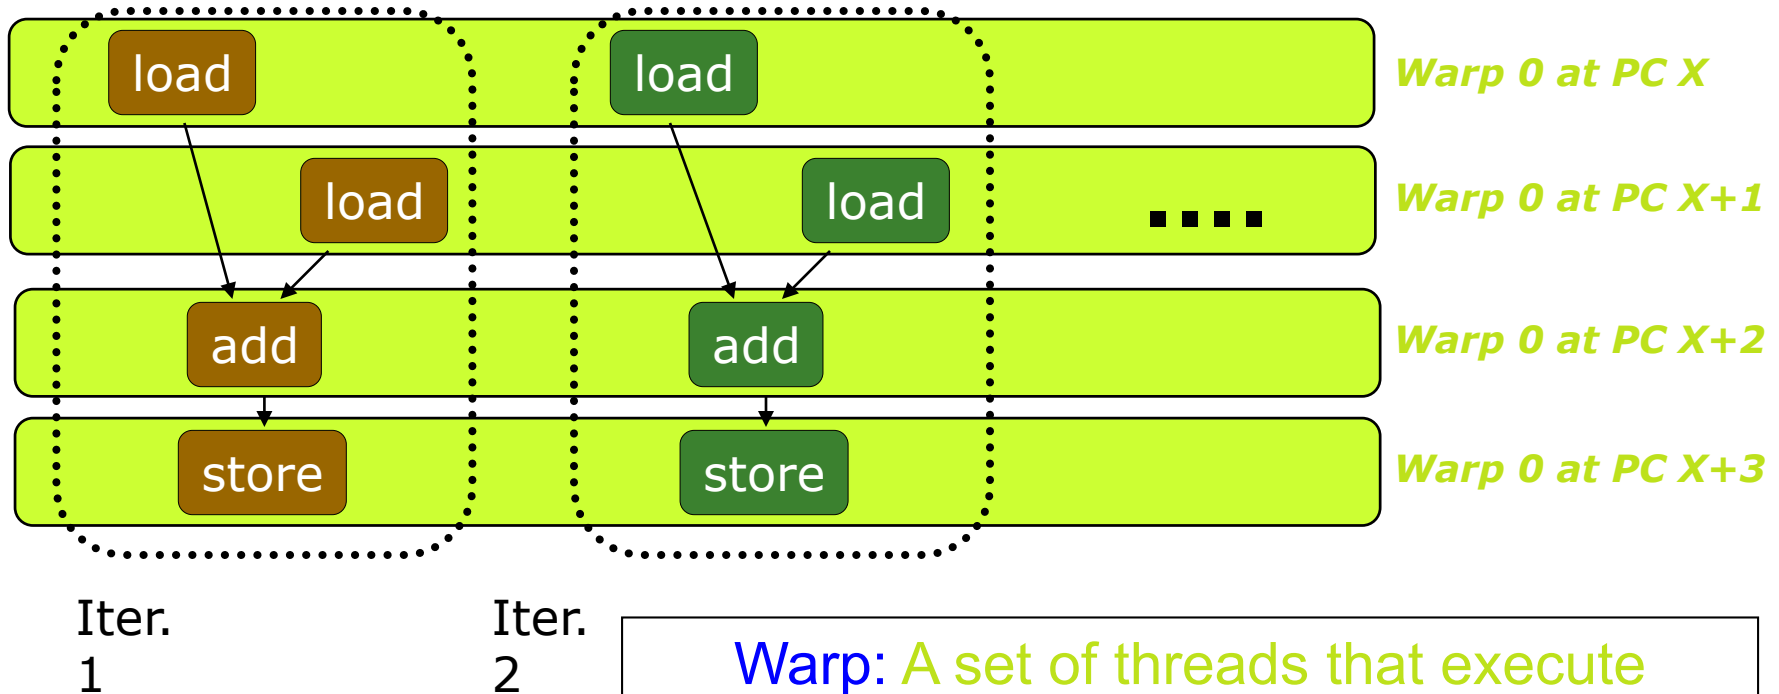 load load Warp 0 at PC X
load load Warp 0 at PC X+1
add add Warp 0 at PC X+2
store store Warp 0 at PC X+3
Iter.
1
Iter.
2
Warp: A set of threads that execute